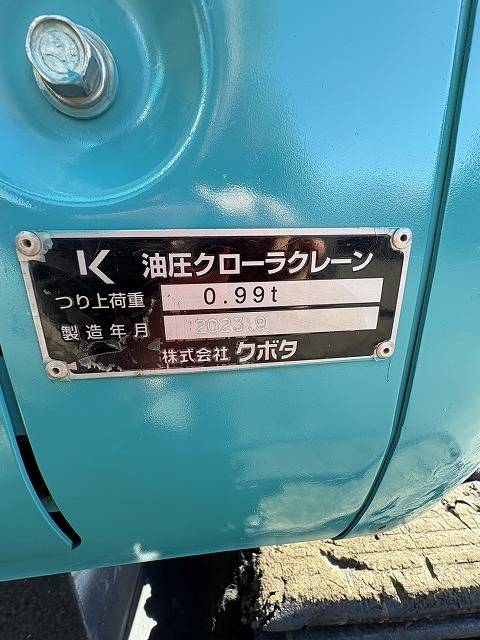 K 油圧クローラクレーン
つり上荷重 0.99t
製造年月 2023.9
株式会社 クボタ